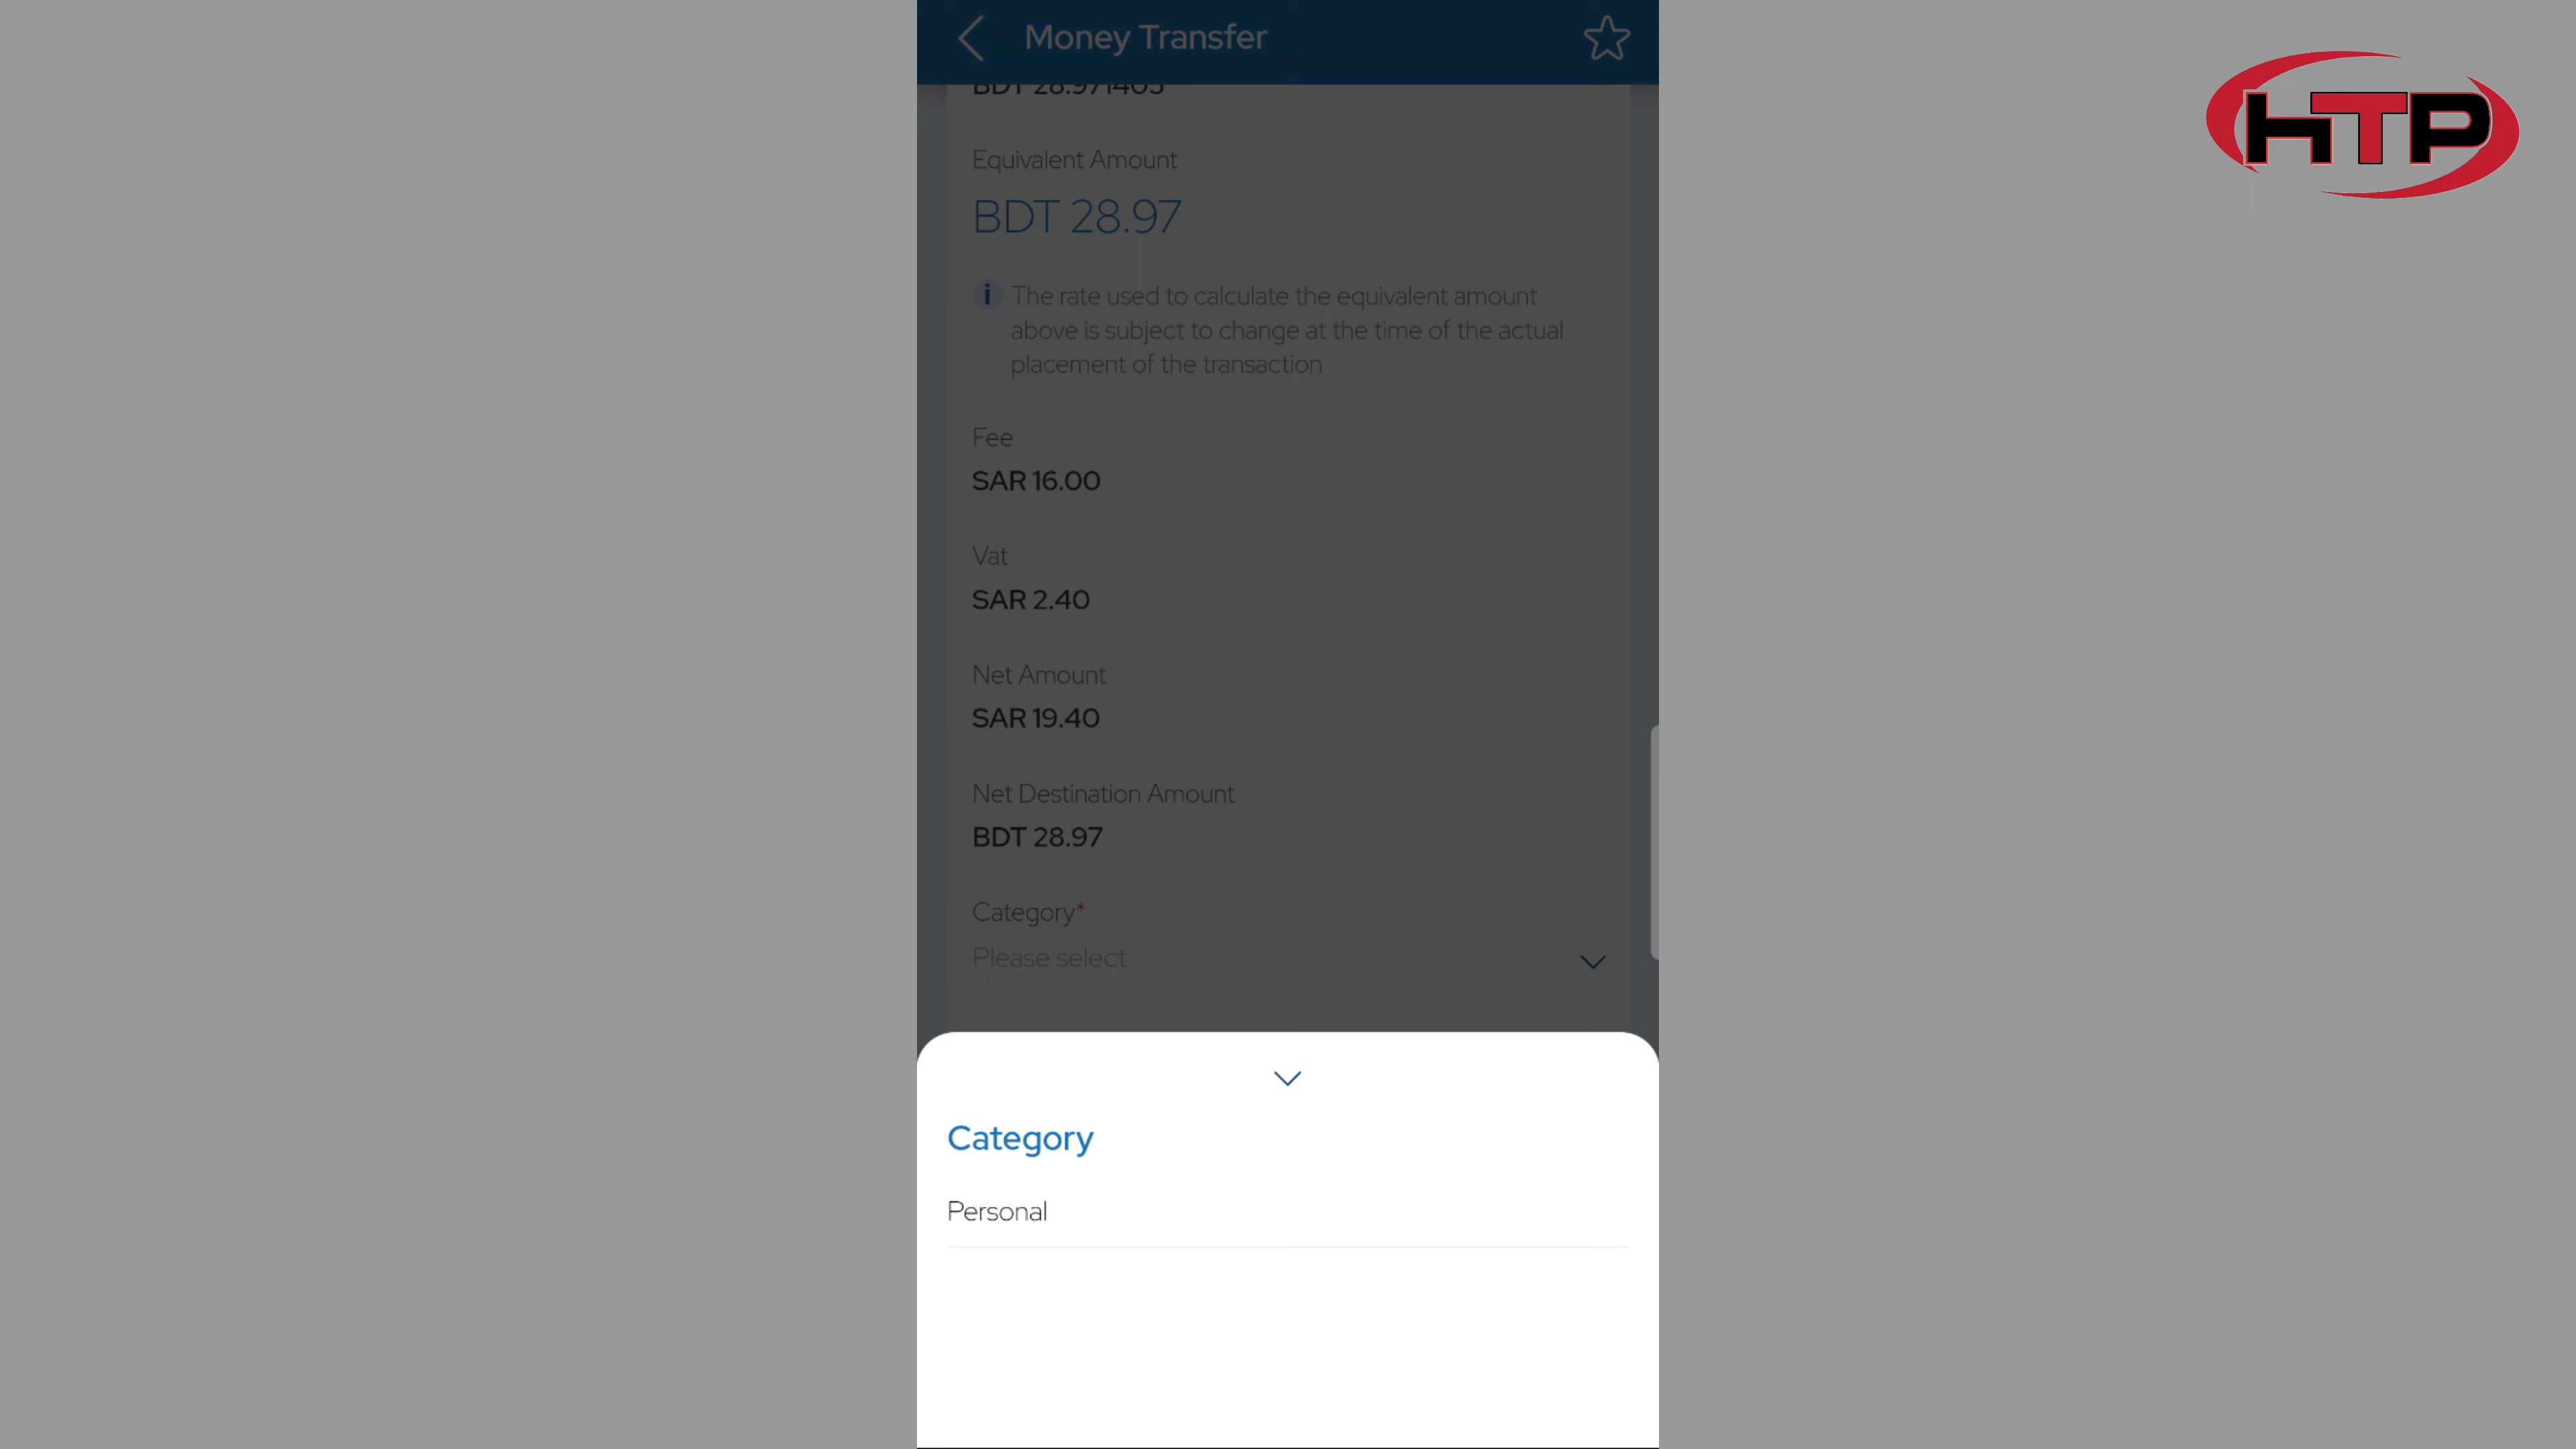 Money Transfer
HTP
BDT 28.971403
Equivalent Amount
BDT 28.97
i The rate used to calculate the equivalent amount
above is subject to change at the time of the actual
placement of the transaction
Fee
SAR 16.00
Vat
SAR 2.40
Net Amount
SAR 19.40
Net Destination Amount
BDT 28.97
Category*
Please select
Category
Personal